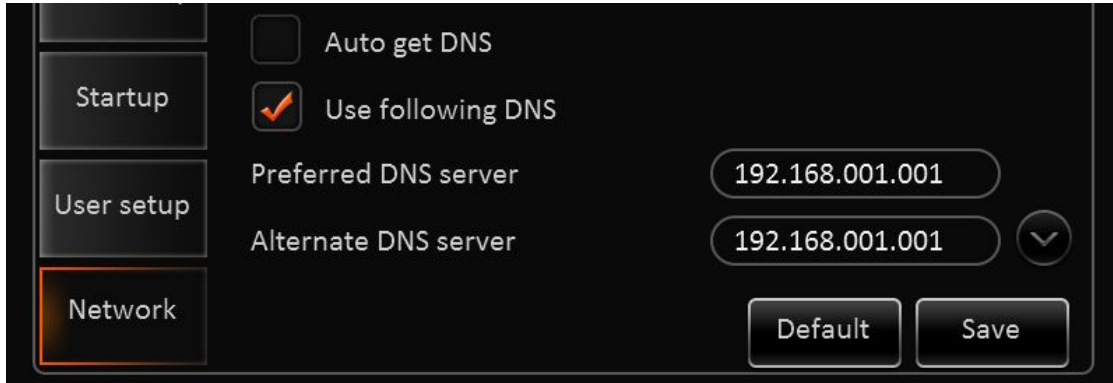 Auto get DNS
Startup
Use following DNS
Preferred DNS server 192.168.001.001
User setup
Alternate DNS server 192.168.001.001
Network
Default Save